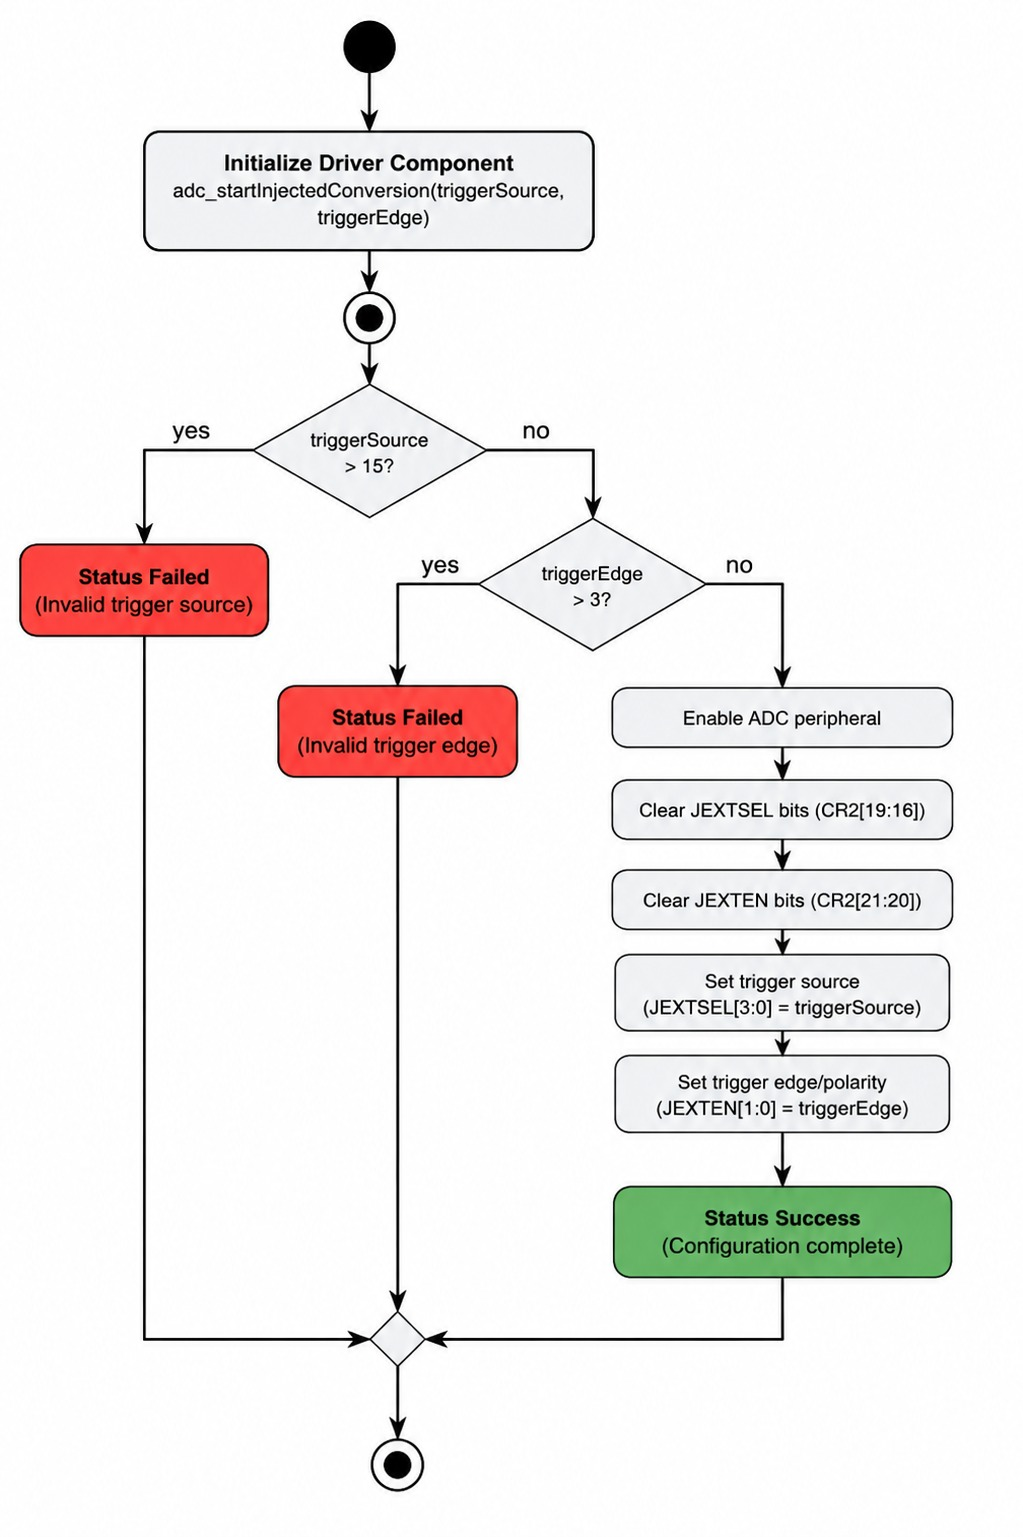 Initialize Driver Component
adc_startInjectedConversion(triggerSource,
triggerEdge)
yes
no
triggerSource
> 15?
Status Failed
(Invalid trigger source)
yes
no
triggerEdge
> 3?
Status Failed
(Invalid trigger edge)
Enable ADC peripheral
Clear JEXTSEL bits (CR2[19:16])
Clear JEXTEN bits (CR2[21:20])
Set trigger source
(JEXTSEL[3:0] = triggerSource)
Set trigger edge/polarity
(JEXTEN[1:0] = triggerEdge)
Status Success
(Configuration complete)